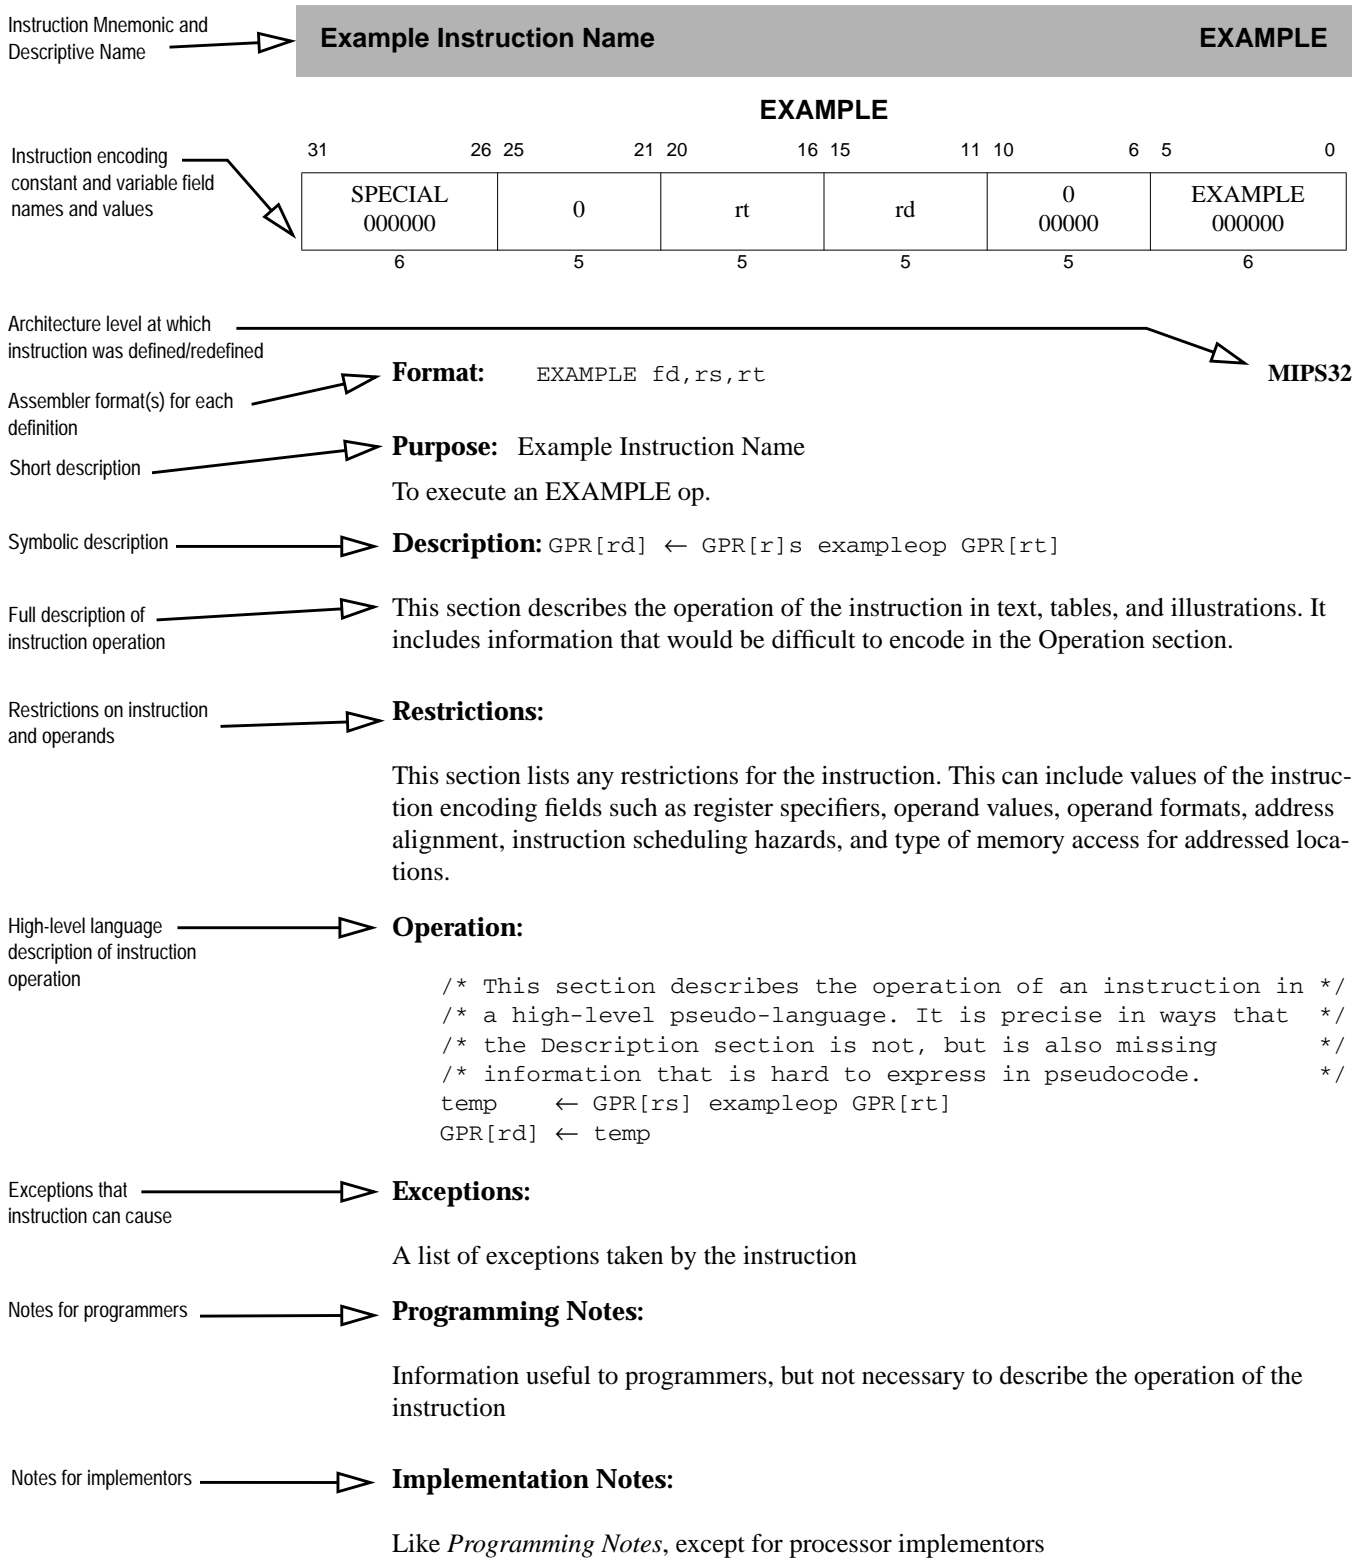 Instruction Mnemonic and
Descriptive Name
Example Instruction Name EXAMPLE
EXAMPLE
31 26 25 21 20 16 15 11 10 6 5 0
Instruction encoding
constant and variable field
names and values
SPECIAL 0 EXAMPLE
0 rt rd
000000 00000 000000
6 5 5 5 5 6
Architecture level at which
instruction was defined/redefined
Format: EXAMPLE fd,rs,rt MIPS32
Assembler format(s) for each
definition
Purpose: Example Instruction Name
Short description
To execute an EXAMPLE op.
Symbolic description
Description: GPR[rd] ← GPR[r]s exampleop GPR[rt]
Full description of
instruction operation
This section describes the operation of the instruction in text, tables, and illustrations. It
includes information that would be difficult to encode in the Operation section.
Restrictions on instruction
and operands
Restrictions:
This section lists any restrictions for the instruction. This can include values of the instruc-
tion encoding fields such as register specifiers, operand values, operand formats, address
alignment, instruction scheduling hazards, and type of memory access for addressed loca-
tions.
High-level language
description of instruction
operation
Operation:
/* This section describes the operation of an instruction in */
/* a high-level pseudo-language. It is precise in ways that */
/* the Description section is not, but is also missing */
/* information that is hard to express in pseudocode. */
temp ← GPR[rs] exampleop GPR[rt]
GPR[rd] ← temp
Exceptions that
instruction can cause
Exceptions:
A list of exceptions taken by the instruction
Notes for programmers
Programming Notes:
Information useful to programmers, but not necessary to describe the operation of the
instruction
Notes for implementors
Implementation Notes:
Like Programming Notes, except for processor implementors